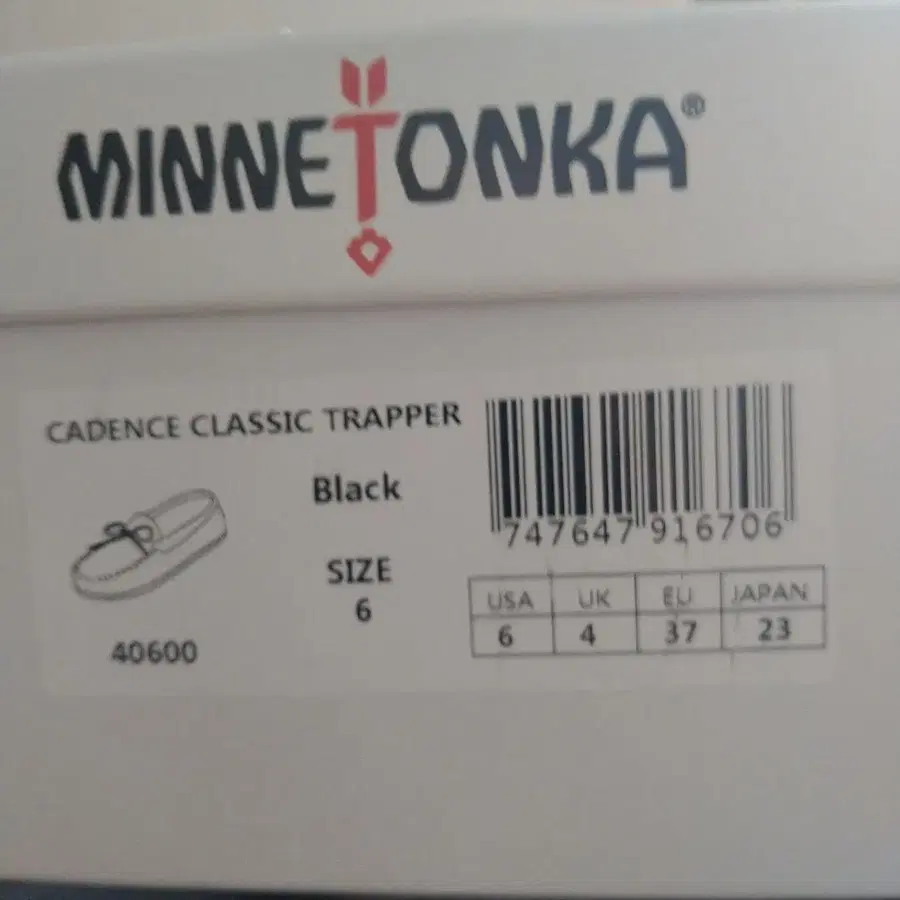 MINNETONKA®
CADENCE CLASSIC TRAPPER
Black
SIZE
6
40600
747647 916706
USA UK EU JAPAN
6 4 37 23